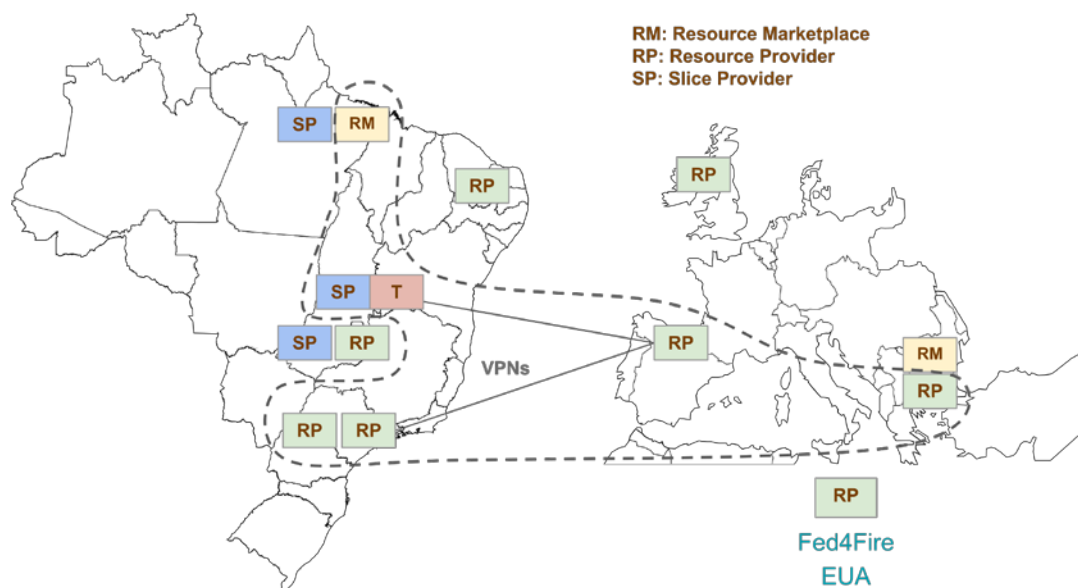 RM: Resource Marketplace
RP: Resource Provider
SP: Slice Provider
SP RM
RP
RP
SP T
SP RP
VPNs
RP
RM
RP
RP RP
RP
Fed4Fire
EUA